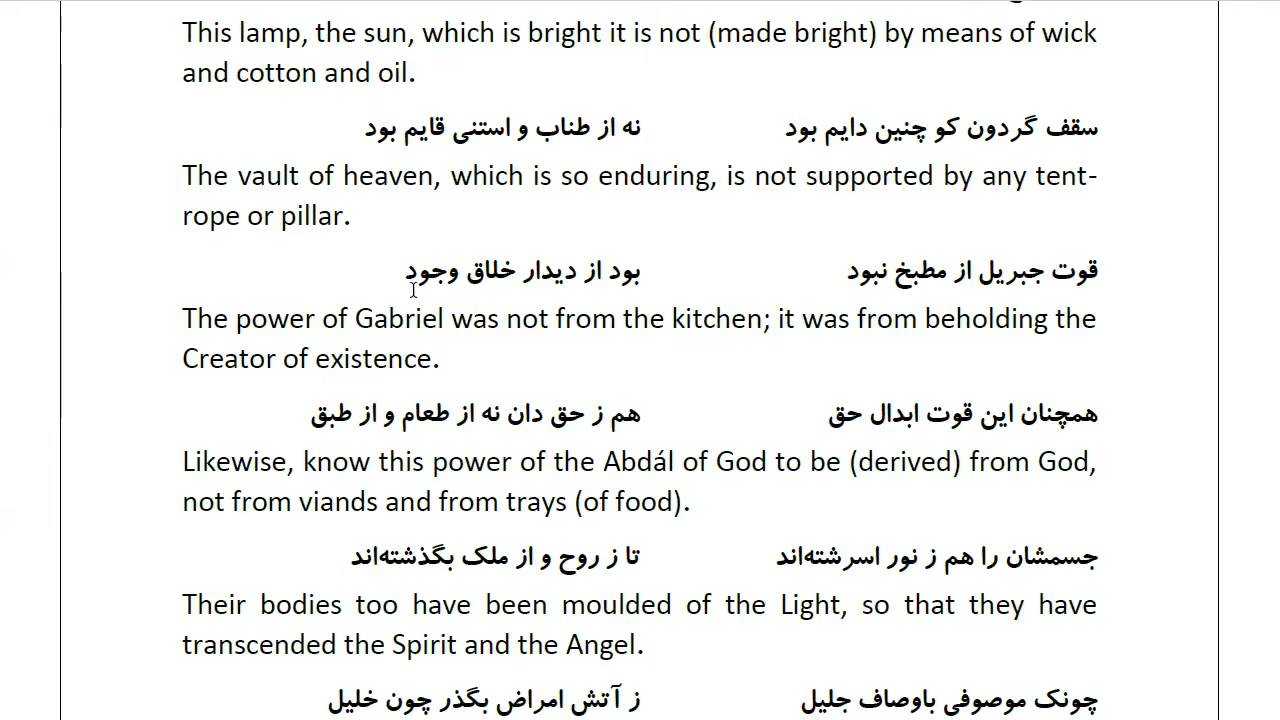 This lamp, the sun, which is bright it is not (made bright) by means of wick
and cotton and oil.
سقف گردون کو چنین دایم بود نه از طناب و استنی قایم بود
The vault of heaven, which is so enduring, is not supported by any tent-
rope or pillar.
قوت جبریل از مطبخ نبود بود از دیدار خلاق وجود
The power of Gabriel was not from the kitchen; it was from beholding the
Creator of existence.
همچنان این قوت ابدال حق هم ز حق دان نه از طعام و از طبق
Likewise, know this power of the Abdál of God to be (derived) from God,
not from viands and from trays (of food).
جسمشان را هم ز نور اسرشته‌اند تا ز روح و از ملک بگذشته‌اند
Their bodies too have been moulded of the Light, so that they have
transcended the Spirit and the Angel.
چونک موصوفی باوصاف جلیل ز آتش امراض بگذر چون خلیل